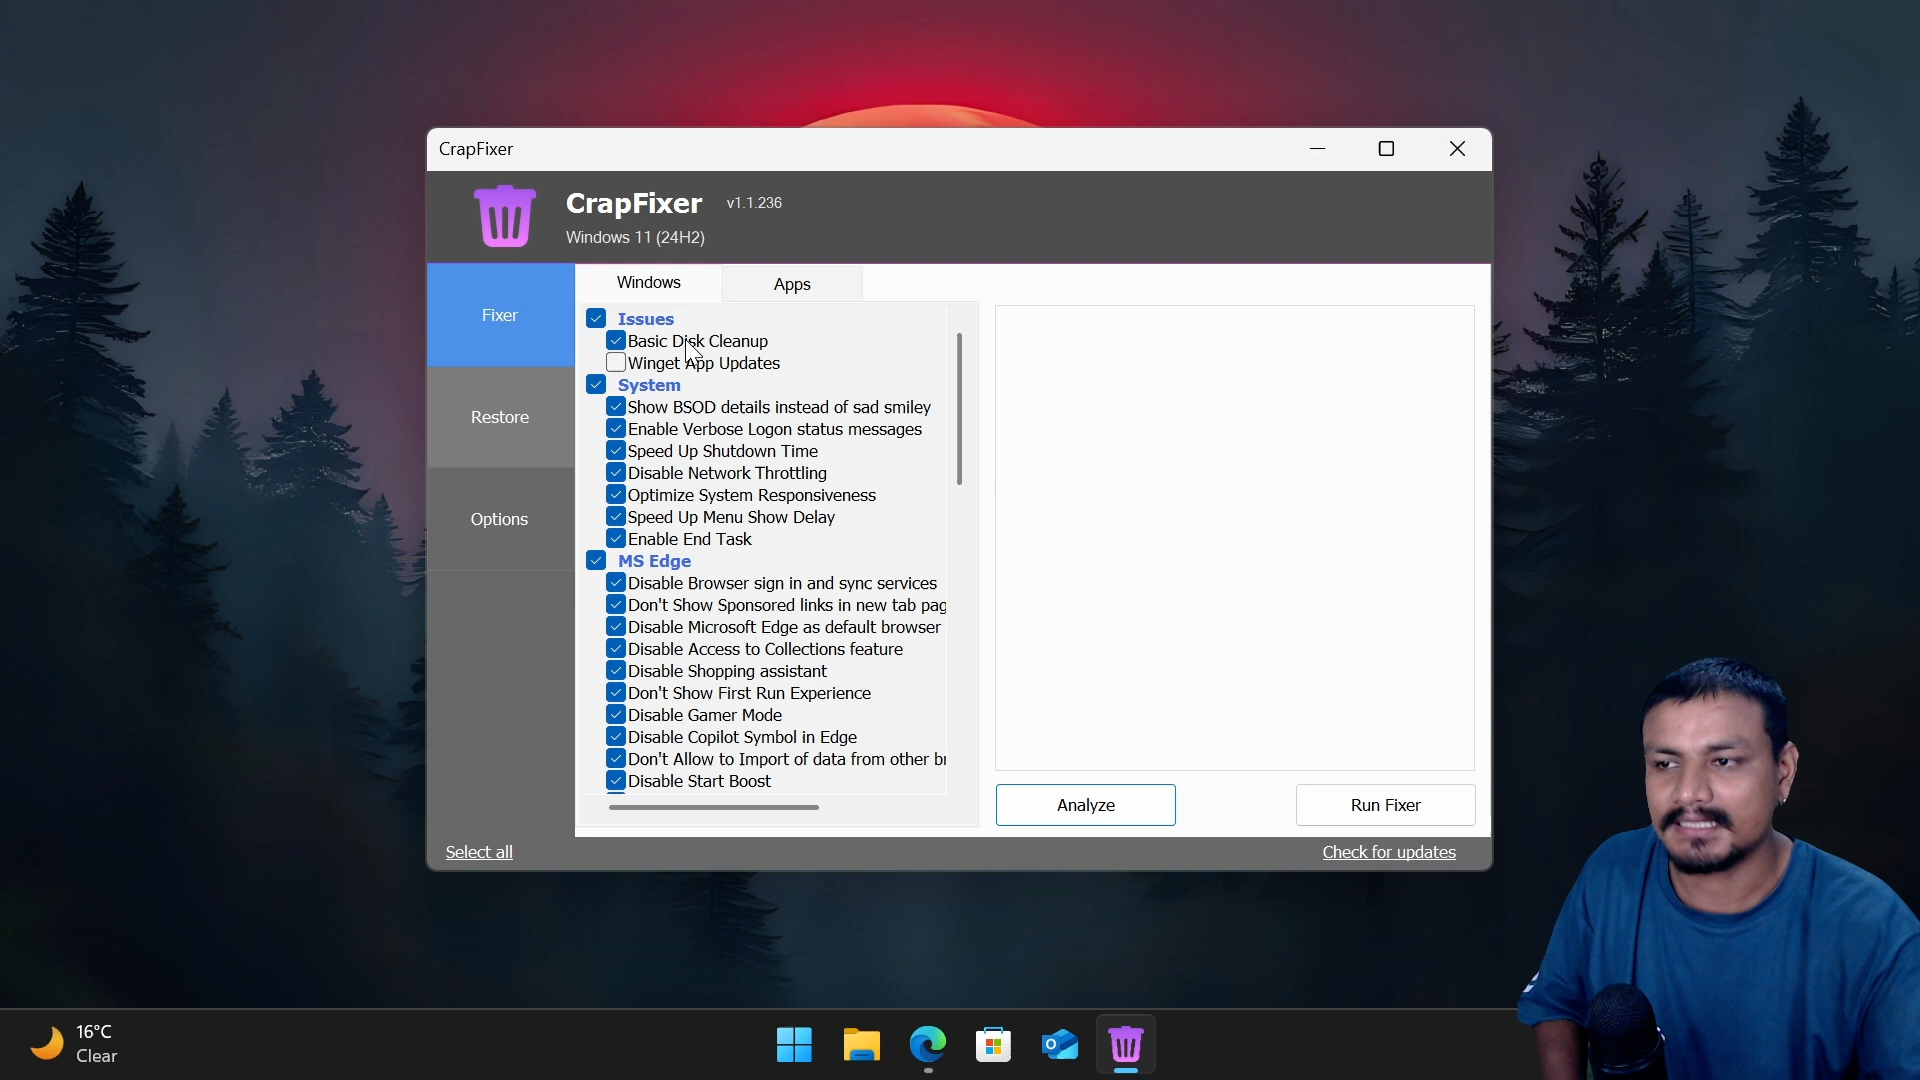 CrapFixer
CrapFixer v1.1.236
Windows 11 (24H2)
Fixer
Restore
Options
Windows
Apps
Issues
Basic Disk Cleanup
Winget App Updates
System
Show BSOD details instead of sad smiley
Enable Verbose Logon status messages
Speed Up Shutdown Time
Disable Network Throttling
Optimize System Responsiveness
Speed Up Menu Show Delay
Enable End Task
MS Edge
Disable Browser sign in and sync services
Don't Show Sponsored links in new tab pag
Disable Microsoft Edge as default browser
Disable Access to Collections feature
Disable Shopping assistant
Don't Show First Run Experience
Disable Gamer Mode
Disable Copilot Symbol in Edge
Don't Allow to Import of data from other br
Disable Start Boost
Analyze
Run Fixer
Select all
Check for updates
16°C
Clear